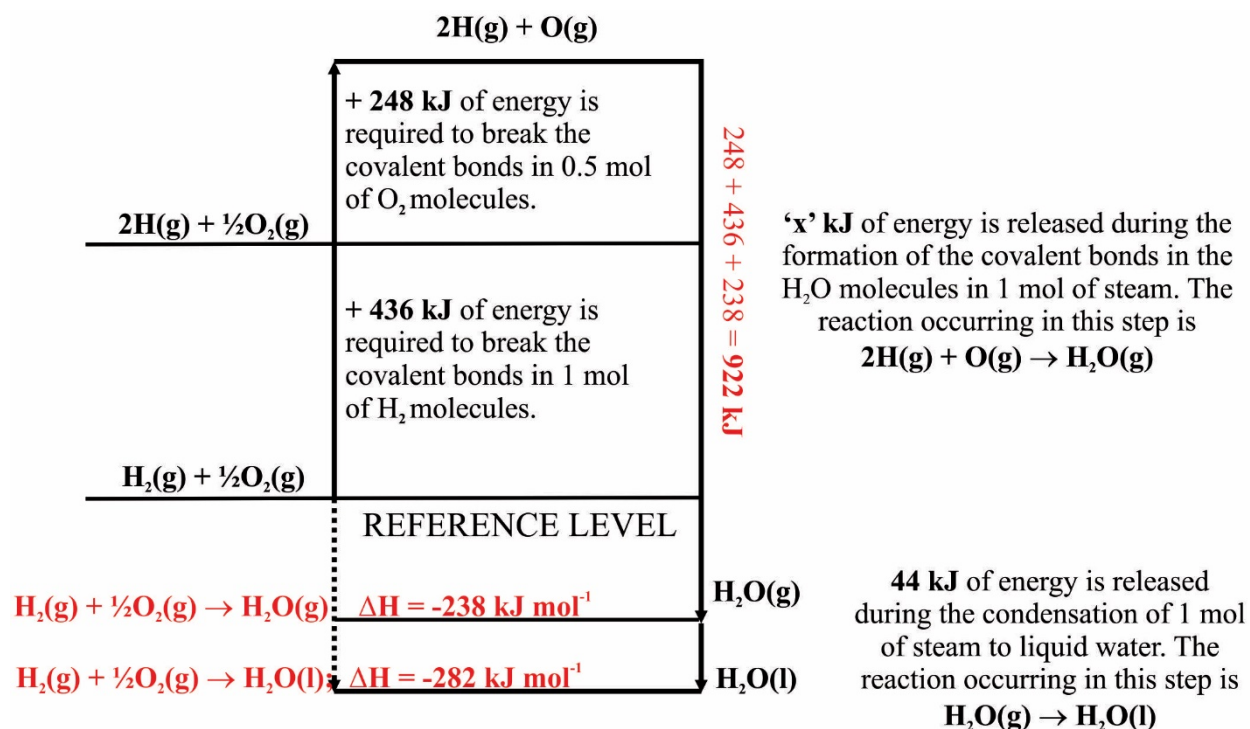 2H(g) + O(g)
+ 248 kJ of energy is
required to break the
covalent bonds in 0.5 mol
of O₂ molecules.
2H(g) + ½O₂(g)
+ 436 kJ of energy is
required to break the
covalent bonds in 1 mol
of H₂ molecules.
H₂(g) + ½O₂(g)
248 + 436 + 238 = 922 kJ
‘x’ kJ of energy is released during the
formation of the covalent bonds in the
H₂O molecules in 1 mol of steam. The
reaction occurring in this step is
2H(g) + O(g) → H₂O(g)
REFERENCE LEVEL
H₂(g) + ½O₂(g) → H₂O(g) ΔH = -238 kJ mol⁻¹
H₂O(g)
H₂(g) + ½O₂(g) → H₂O(l); ΔH = -282 kJ mol⁻¹
H₂O(l)
44 kJ of energy is released
during the condensation of 1 mol
of steam to liquid water. The
reaction occurring in this step is
H₂O(g) → H₂O(l)